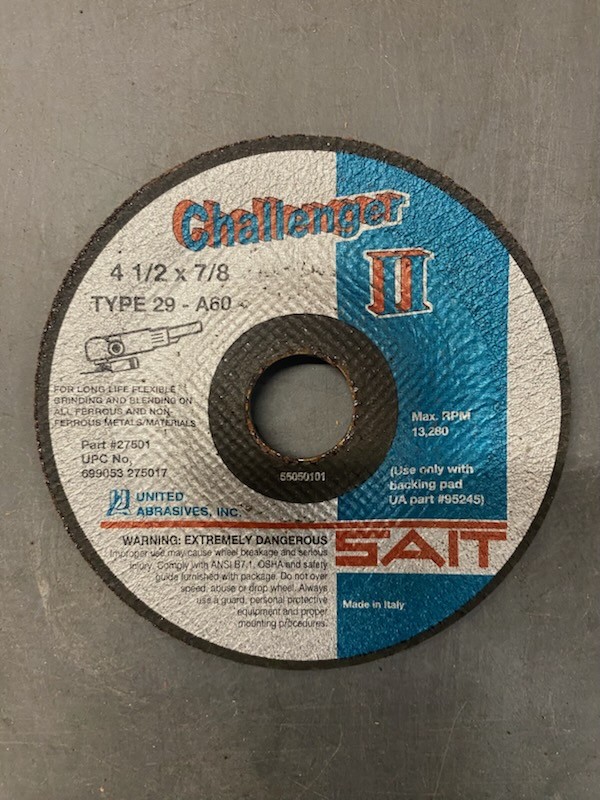 Challenger
II
4 1/2 x 7/8
TYPE 29 - A60
FOR LONG LIFE FLEXIBLE
GRINDING AND BLENDING ON
ALL FERROUS AND NON
FERROUS METALS/MATERIALS
Part #27501
UPC No.
699053 275017
UNITED
ABRASIVES, INC.
55050101
Max. RPM
13,280
(Use only with
backing pad
UA part #95245)
SAIT
WARNING: EXTREMELY DANGEROUS
Improper use may cause wheel breakage and serious
injury. Comply with ANSI B7.1, OSHA and safety
guide furnished with package. Do not over
speed, abuse or drop wheel. Always
use a guard, personal protective
equipment and proper
mounting procedures.
Made in Italy